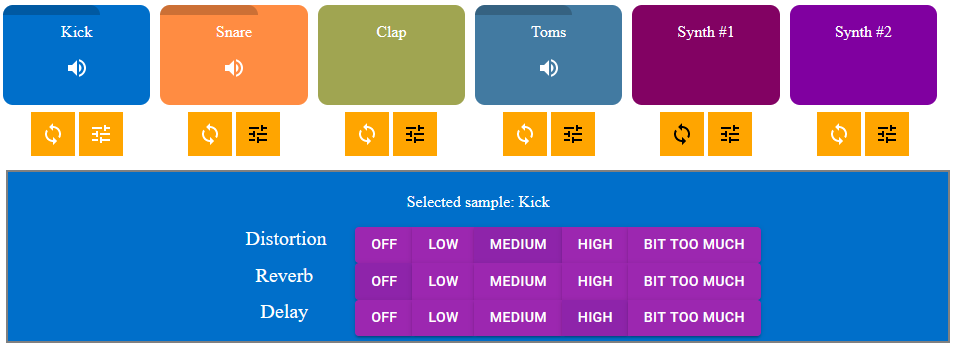 Kick Snare Clap Toms Synth #1 Synth #2
Selected sample: Kick
Distortion OFF LOW MEDIUM HIGH BIT TOO MUCH
Reverb OFF LOW MEDIUM HIGH BIT TOO MUCH
Delay OFF LOW MEDIUM HIGH BIT TOO MUCH